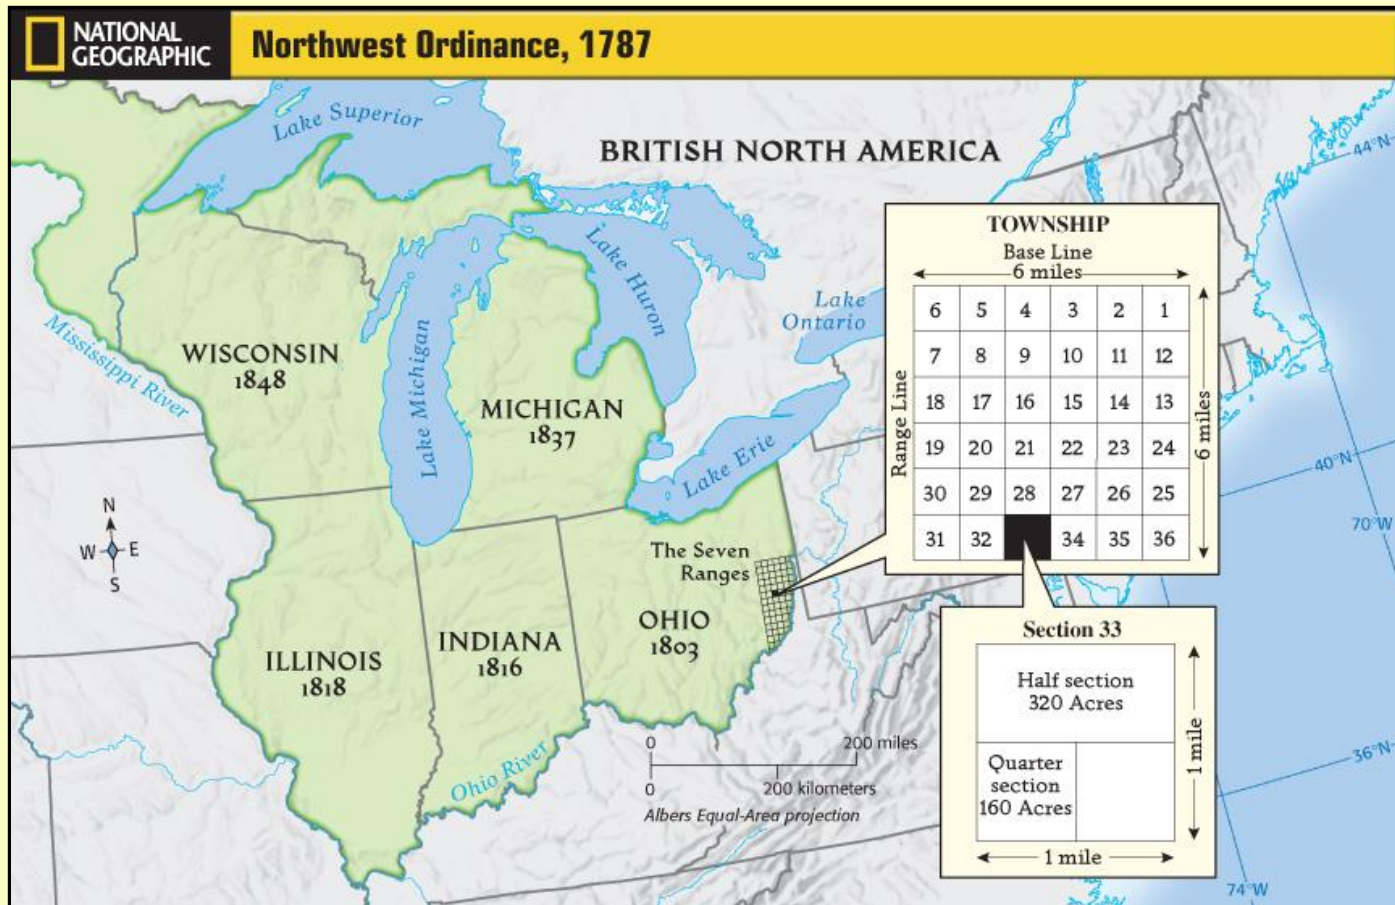 NATIONAL
GEOGRAPHIC
Northwest Ordinance, 1787
Lake Superior
BRITISH NORTH AMERICA
44°N
Lake Huron
Lake
Ontario
Mississippi River
WISCONSIN
1848
Lake Michigan
MICHIGAN
1837
Lake Erie
40°N
70°W
N
W E
S
The Seven
Ranges
OHIO
1803
INDIANA
1816
ILLINOIS
1818
Ohio River
0 200 miles
0 200 kilometers
Albers Equal-Area projection
36°N
74°W
TOWNSHIP
Base Line
6 miles
Range Line
6 5 4 3 2 1
7 8 9 10 11 12
18 17 16 15 14 13
19 20 21 22 23 24
30 29 28 27 26 25
31 32 34 35 36
6 miles
Section 33
Half section
320 Acres
Quarter
section
160 Acres
1 mile
1 mile